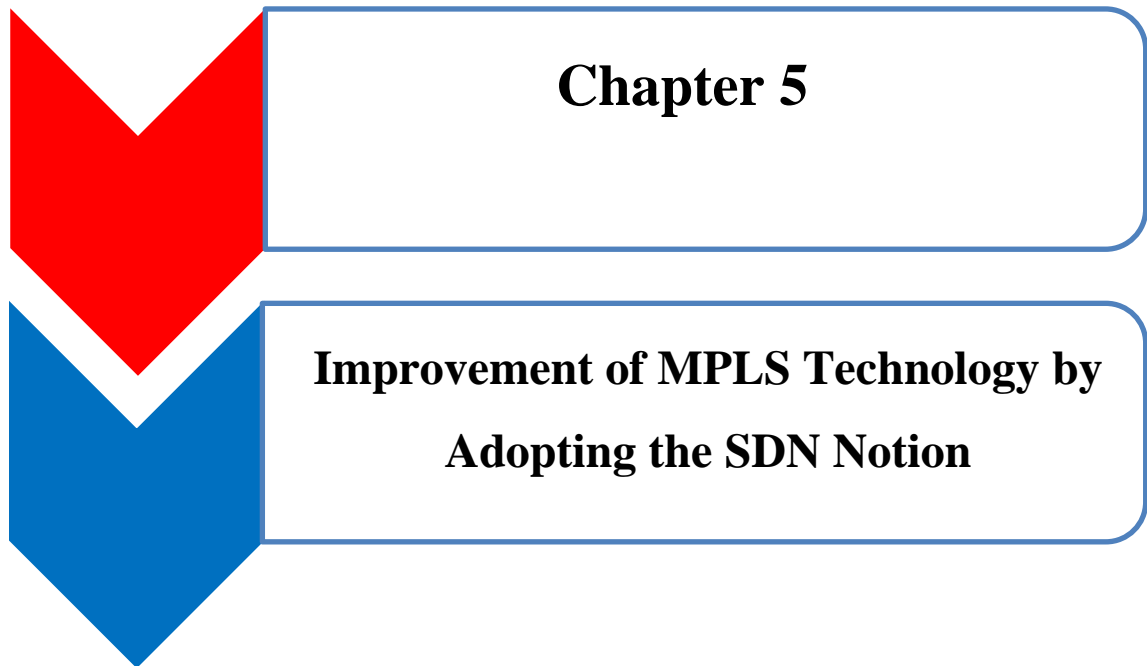 Chapter 5
Improvement of MPLS Technology by
Adopting the SDN Notion